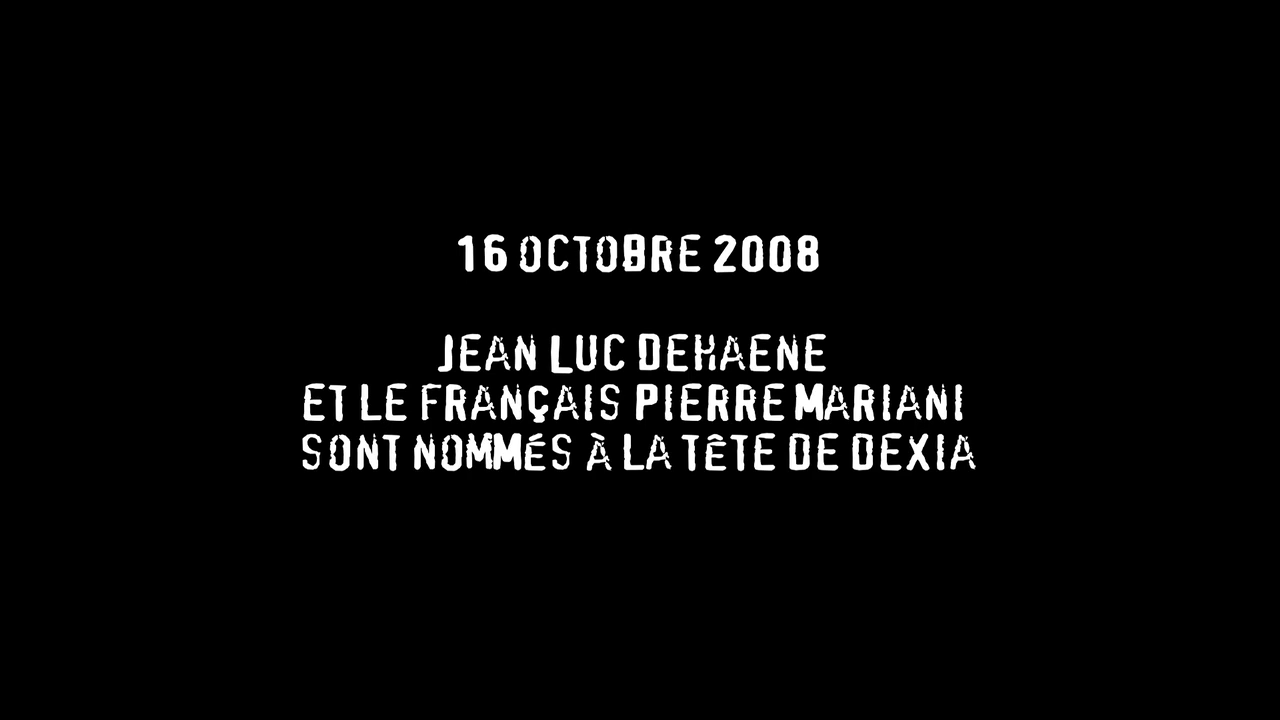 16 OCTOBRE 2008
JEAN LUC DEHAENE
ET LE FRANÇAIS PIERRE MARIANI
SONT NOMMÉS À LA TÊTE DE DEXIA